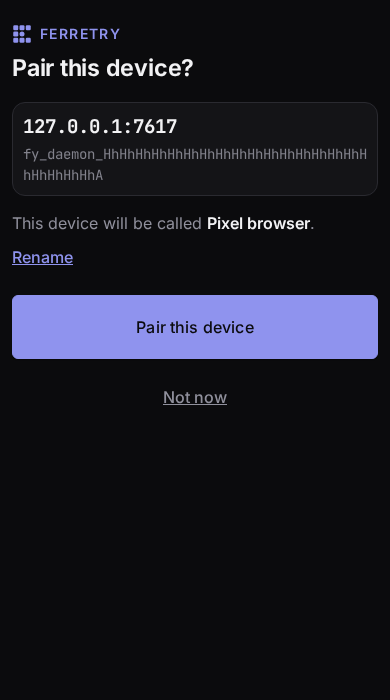 FERRETRY
Pair this device?
127.0.0.1:7617
fy_daemon_HhHhHhHhHhHhHhHhHhHhHhHhHhHhHhHhH
hHhHhHhHhA
This device will be called Pixel browser.
Rename
Pair this device
Not now